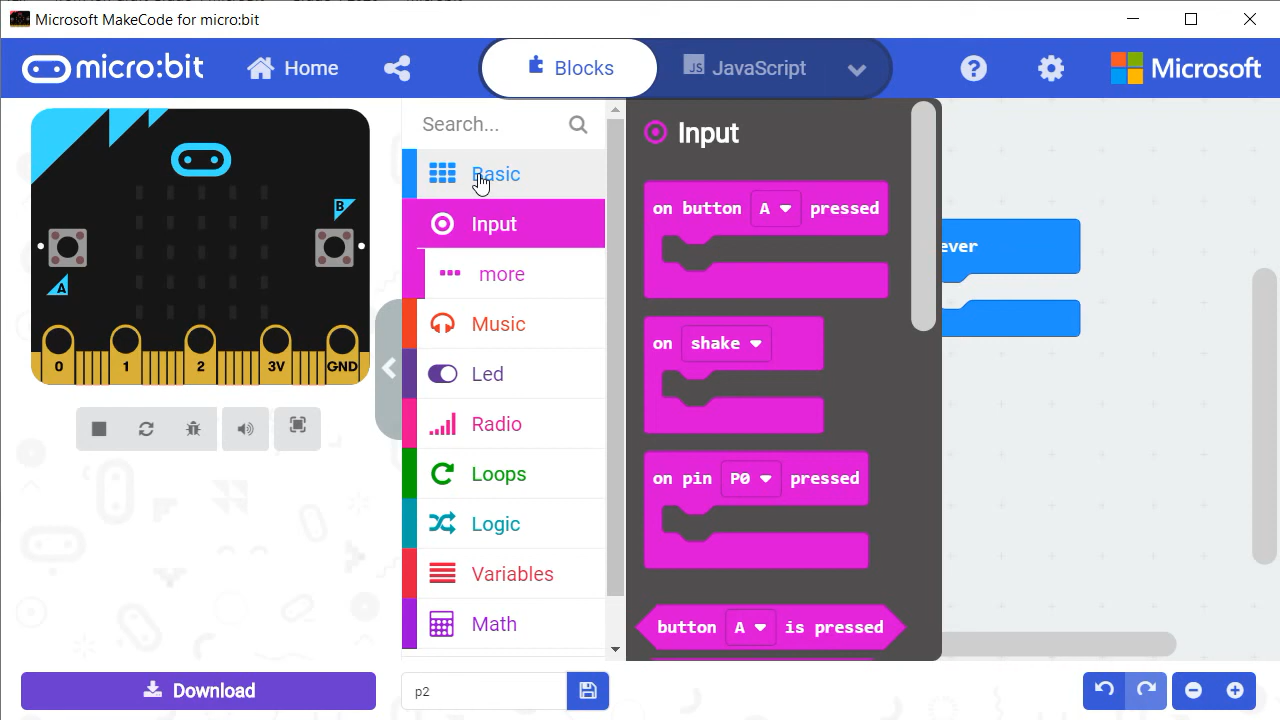 Microsoft MakeCode for micro:bit
micro:bit
Home
Blocks
JS JavaScript
Microsoft
B
A
0 1 2 3V GND
Download
Search...
Basic
Input
more
Music
Led
Radio
Loops
Logic
Variables
Math
p2
Input
on button A pressed
on shake
on pin P0 pressed
button A is pressed
ever